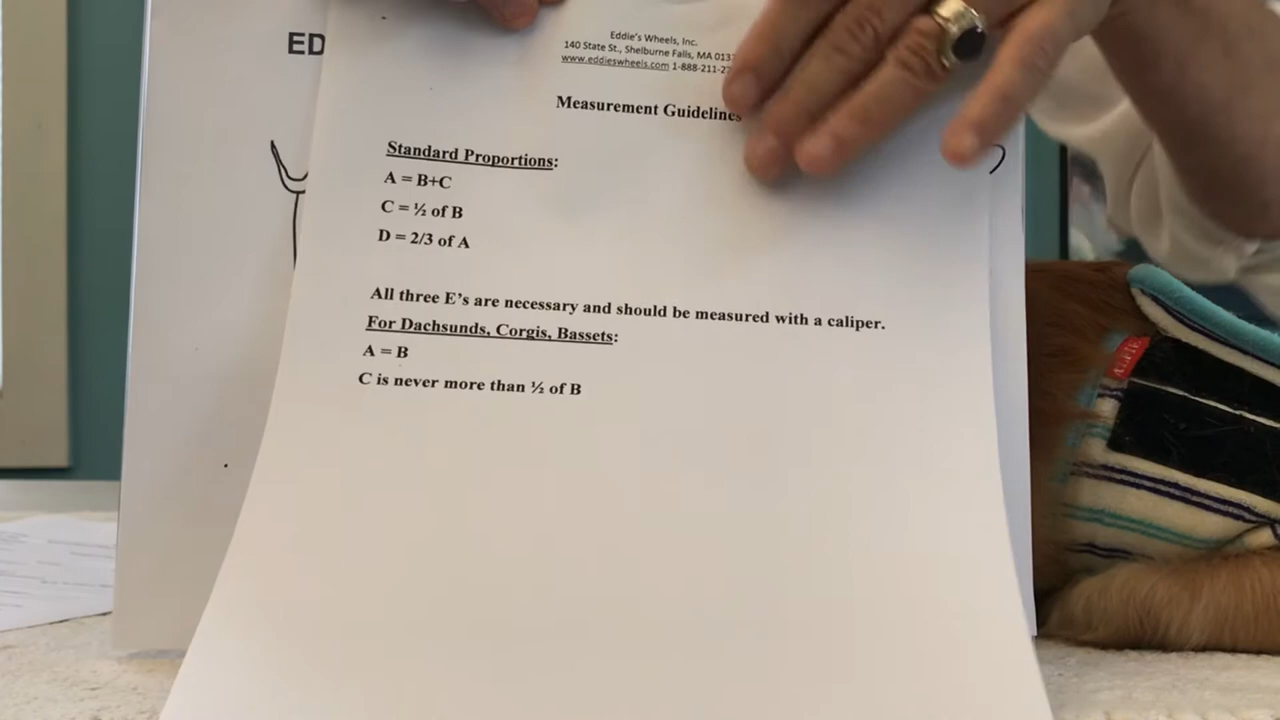 ED
Eddie's Wheels, Inc.
140 State St., Shelburne Falls, MA
www.eddieswheels.com 1-888-211-
Measurement Guidelines
Standard Proportions:
A = B+C
C = ½ of B
D = 2/3 of A
All three E's are necessary and should be measured with a caliper.
For Dachsunds, Corgis, Bassets:
A = B
C is never more than ½ of B
ALFIE